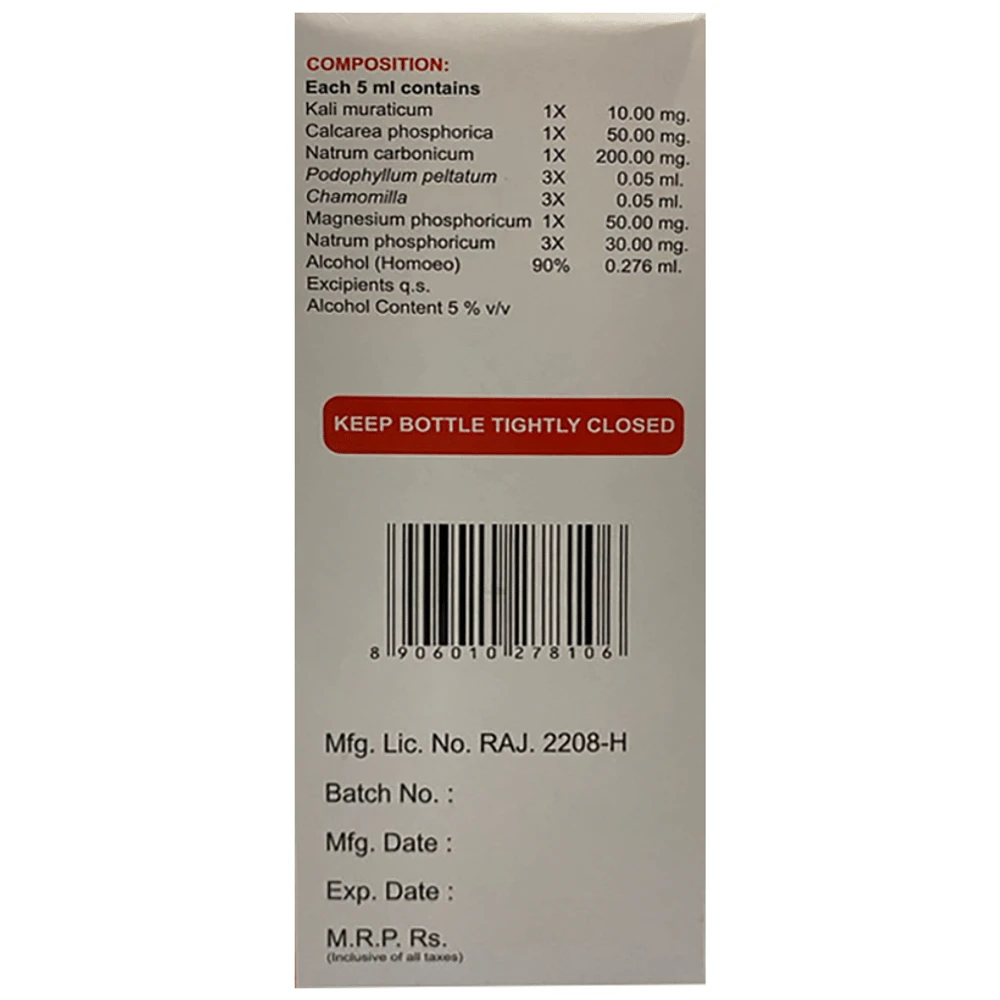 COMPOSITION:
Each 5 ml contains
Kali muraticum 1X 10.00 mg.
Calcarea phosphorica 1X 50.00 mg.
Natrum carbonicum 1X 200.00 mg.
Podophyllum peltatum 3X 0.05 ml.
Chamomilla 3X 0.05 ml.
Magnesium phosphoricum 1X 50.00 mg.
Natrum phosphoricum 3X 30.00 mg.
Alcohol (Homoeo) 90% 0.276 ml.
Excipients q.s.
Alcohol Content 5 % v/v
KEEP BOTTLE TIGHTLY CLOSED
8 906010 278106
Mfg. Lic. No. RAJ. 2208-H
Batch No. :
Mfg. Date :
Exp. Date :
M.R.P. Rs.
(Inclusive of all taxes)